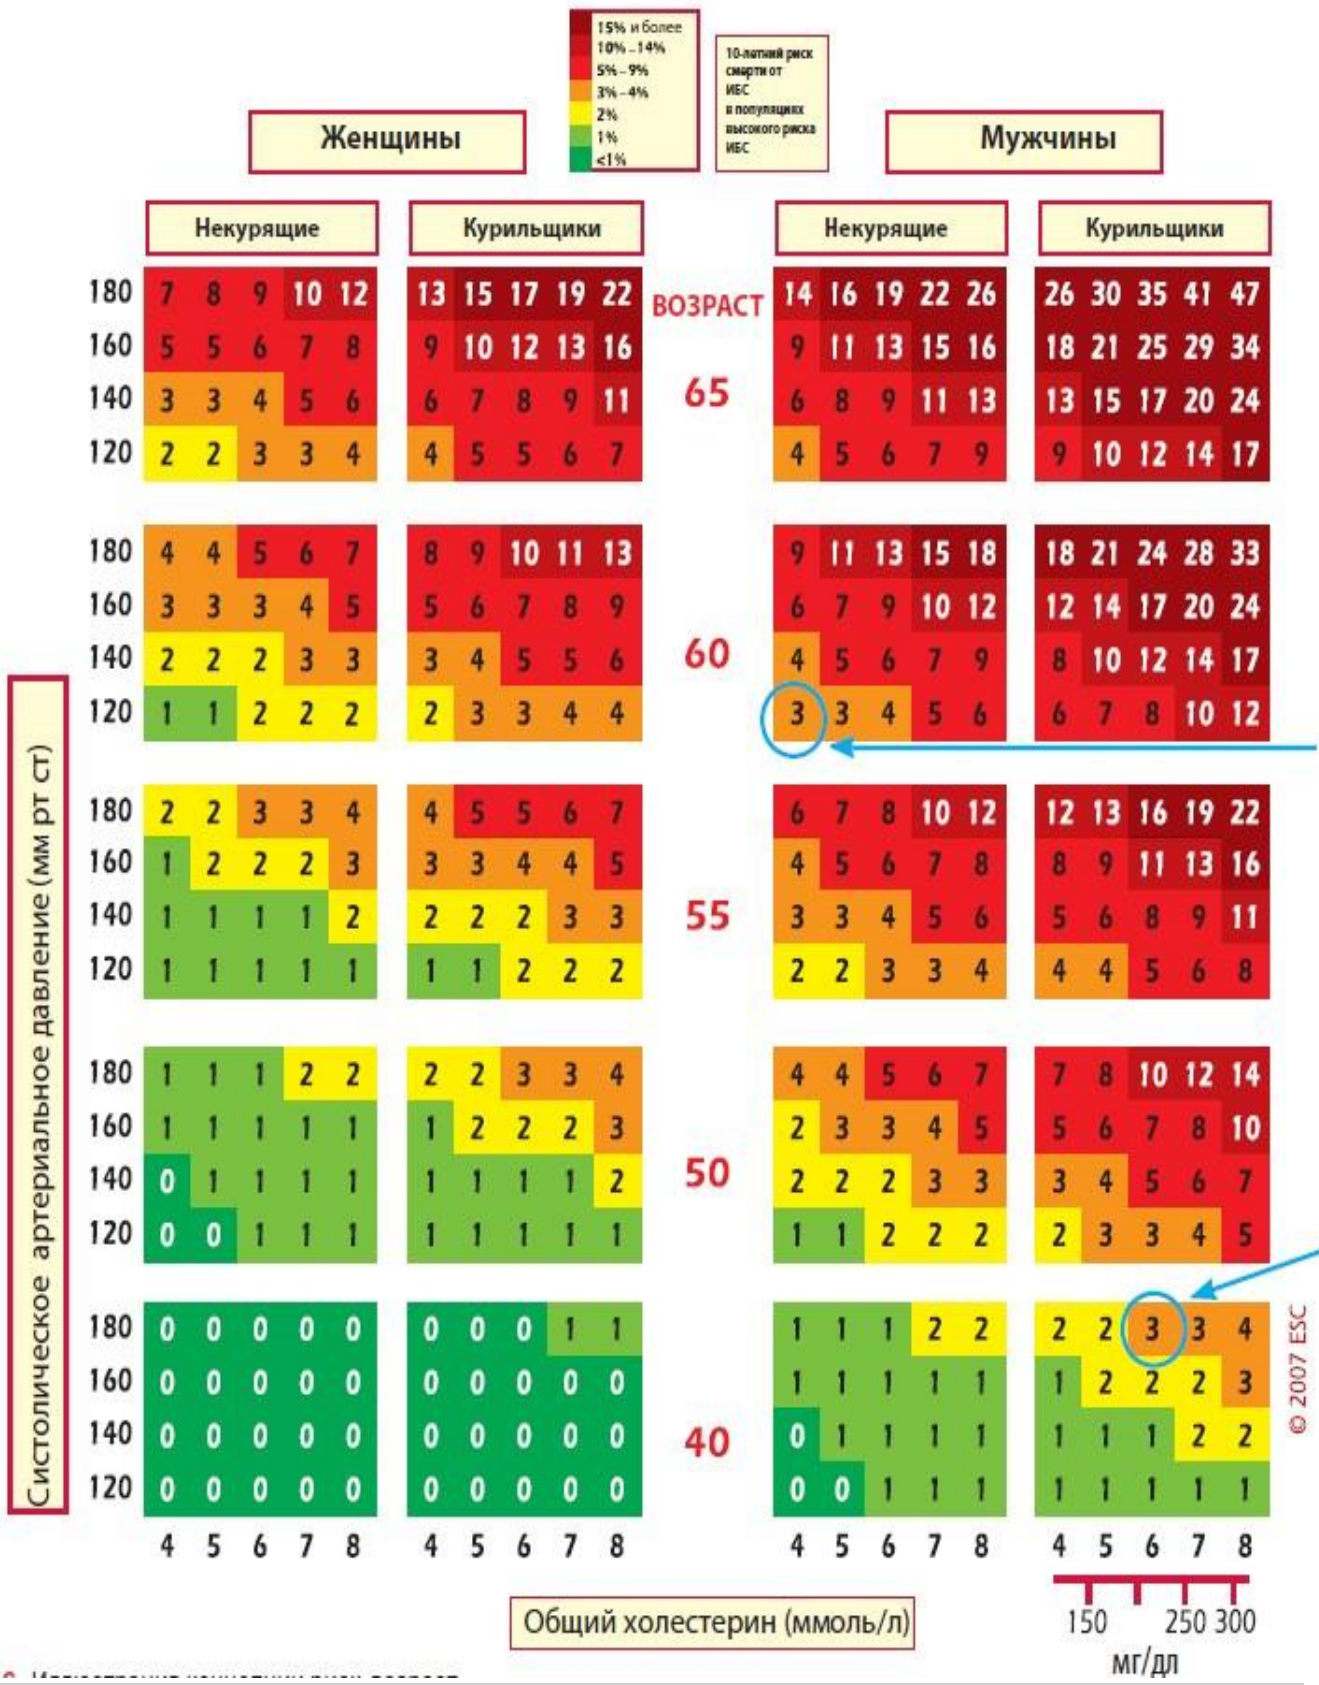 15% и более
10% – 14%
5% – 9%
3% – 4%
2%
1%
<1%
10-летний риск
смерти от
ИБС
в популяциях
высокого риска
ИБС
Женщины
Мужчины
Некурящие
Курильщики
Некурящие
Курильщики
ВОЗРАСТ
180 7 8 9 10 12 13 15 17 19 22 14 16 19 22 26 26 30 35 41 47
160 5 5 6 7 8 9 10 12 13 16 9 11 13 15 16 18 21 25 29 34
65
140 3 3 4 5 6 6 7 8 9 11 6 8 9 11 13 13 15 17 20 24
120 2 2 3 3 4 4 5 5 6 7 4 5 6 7 9 9 10 12 14 17
180 4 4 5 6 7 8 9 10 11 13 9 11 13 15 18 18 21 24 28 33
160 3 3 3 4 5 5 6 7 8 9 6 7 9 10 12 12 14 17 20 24
60
140 2 2 2 3 3 3 4 5 5 6 4 5 6 7 9 8 10 12 14 17
120 1 1 2 2 2 2 3 3 4 4 3 3 4 5 6 6 7 8 10 12
180 2 2 3 3 4 4 5 5 6 7 6 7 8 10 12 12 13 16 19 22
160 1 2 2 2 3 3 3 4 4 5 4 5 6 7 8 8 9 11 13 16
55
140 1 1 1 1 2 2 2 2 3 3 3 3 4 5 6 5 6 8 9 11
120 1 1 1 1 1 1 1 2 2 2 2 2 3 3 4 4 4 5 6 8
180 1 1 1 2 2 2 2 3 3 4 4 4 5 6 7 7 8 10 12 14
160 1 1 1 1 1 1 2 2 2 3 2 3 3 4 5 5 6 7 8 10
50
140 0 1 1 1 1 1 1 1 1 2 2 2 2 3 3 3 4 5 6 7
120 0 0 1 1 1 1 1 1 1 1 1 1 2 2 2 2 3 3 4 5
180 0 0 0 0 0 0 0 0 1 1 1 1 1 2 2 2 2 3 3 4
160 0 0 0 0 0 0 0 0 0 0 1 1 1 1 1 1 2 2 2 3
40
140 0 0 0 0 0 0 0 0 0 0 0 1 1 1 1 1 1 1 2 2
120 0 0 0 0 0 0 0 0 0 0 0 0 1 1 1 1 1 1 1 1
4 5 6 7 8 4 5 6 7 8 4 5 6 7 8 4 5 6 7 8
Систолическое артериальное давление (мм рт ст)
© 2007 ESC
Общий холестерин (ммоль/л)
150 250 300
мг/дл